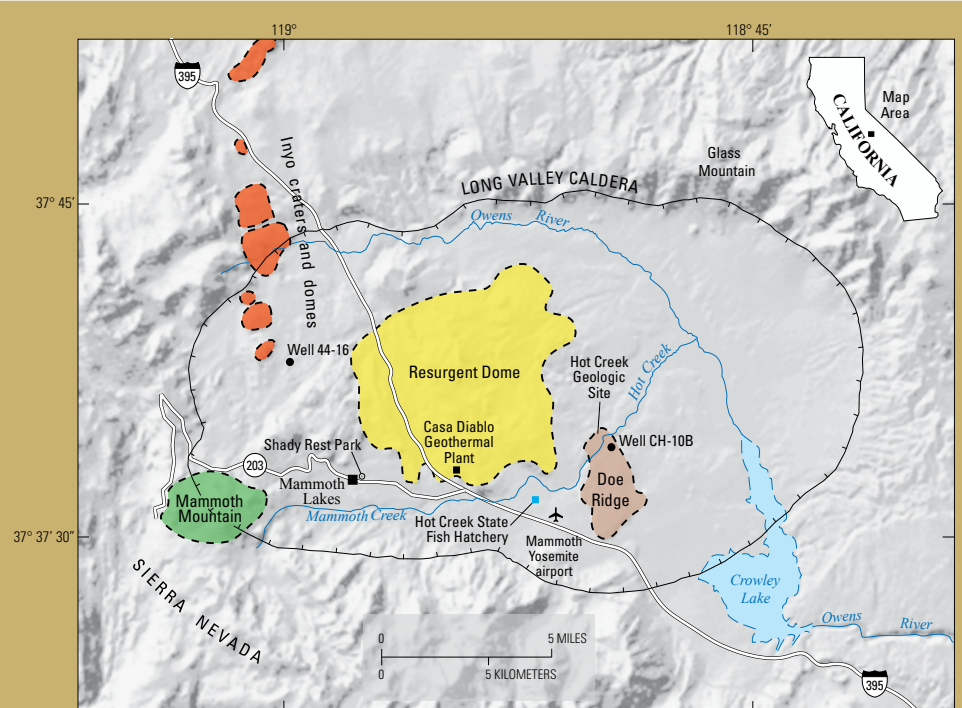 119°
118° 45'
395
Map
Area
CALIFORNIA
Glass
Mountain
Inyo craters and domes
LONG VALLEY CALDERA
37° 45'
Owens River
Well 44-16
Resurgent Dome
Hot Creek
Geologic
Site
Hot Creek
Casa Diablo
Geothermal
Plant
Well CH-10B
Shady Rest Park
203
Mammoth
Lakes
Doe
Ridge
Mammoth
Mountain
Mammoth Creek
Hot Creek State
Fish Hatchery
37° 37' 30"
Mammoth
Yosemite
airport
Crowley
Lake
SIERRA NEVADA
Owens River
0 5 MILES
0 5 KILOMETERS
395